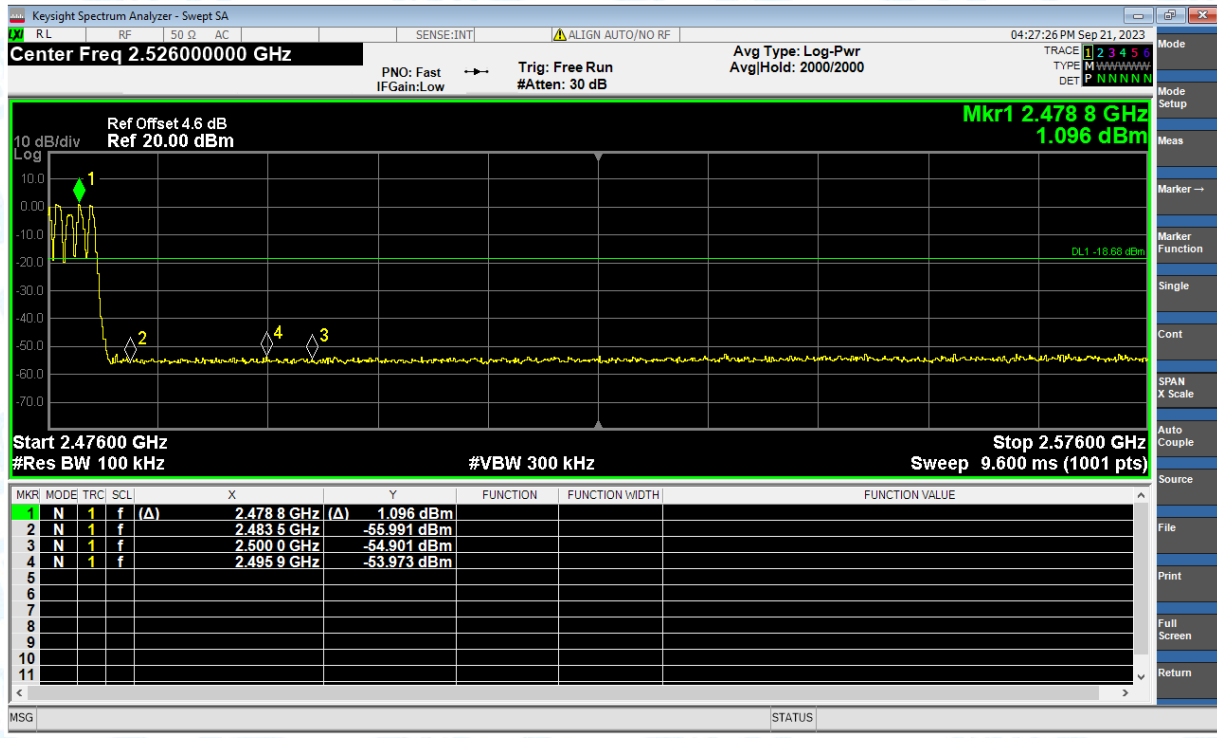 Keysight Spectrum Analyzer - Swept SA
LXI RL RF 50 Ω AC SENSE:INT ALIGN AUTO/NO RF 04:27:26 PM Sep 21, 2023
Center Freq 2.526000000 GHz
PNO: Fast
IFGain:Low
Trig: Free Run
#Atten: 30 dB
Avg Type: Log-Pwr
Avg|Hold: 2000/2000
TRACE 1 2 3 4 5 6
TYPE M WWWWW
DET P N N N N N
Mkr1 2.478 8 GHz
1.096 dBm
10 dB/div
Log
Ref Offset 4.6 dB
Ref 20.00 dBm
10.0
0.00
-10.0
-20.0
-30.0
-40.0
-50.0
-60.0
-70.0
1
2
4
3
DL1 -18.68 dBm
Start 2.47600 GHz
Stop 2.57600 GHz
#Res BW 100 kHz
#VBW 300 kHz
Sweep 9.600 ms (1001 pts)
MKR MODE TRC SCL X Y FUNCTION FUNCTION WIDTH FUNCTION VALUE
1 N 1 f (Δ) 2.478 8 GHz (Δ) 1.096 dBm
2 N 1 f 2.483 5 GHz -55.991 dBm
3 N 1 f 2.500 0 GHz -54.901 dBm
4 N 1 f 2.495 9 GHz -53.973 dBm
5
6
7
8
9
10
11
MSG
STATUS
Mode
Mode
Setup
Meas
Marker →
Marker
Function
Single
Cont
SPAN
X Scale
Auto
Couple
Source
File
Print
Full
Screen
Return